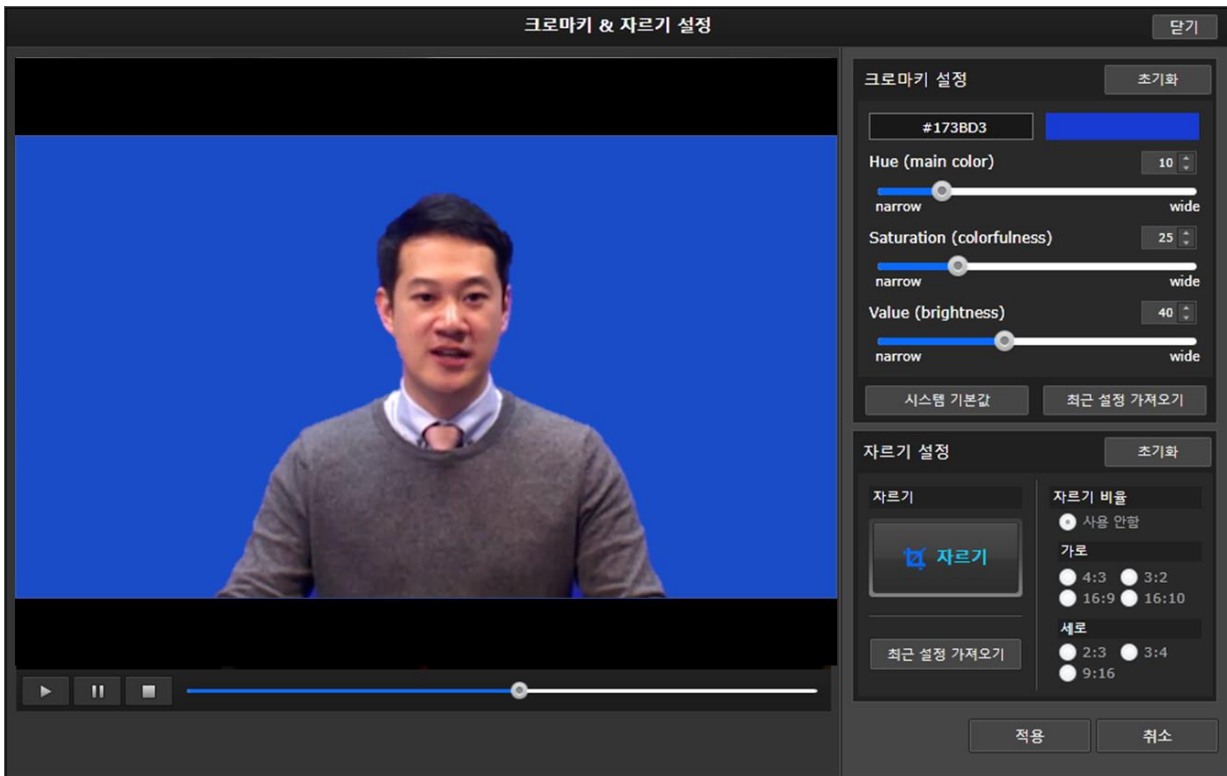 크로마키 & 자르기 설정
닫기
크로마키 설정
초기화
#173BD3
Hue (main color)
10
narrow
wide
Saturation (colorfulness)
25
narrow
wide
Value (brightness)
40
narrow
wide
시스템 기본값
최근 설정 가져오기
자르기 설정
초기화
자르기
자르기
최근 설정 가져오기
자르기 비율
사용 안함
가로
4:3 3:2
16:9 16:10
세로
2:3 3:4
9:16
적용
취소